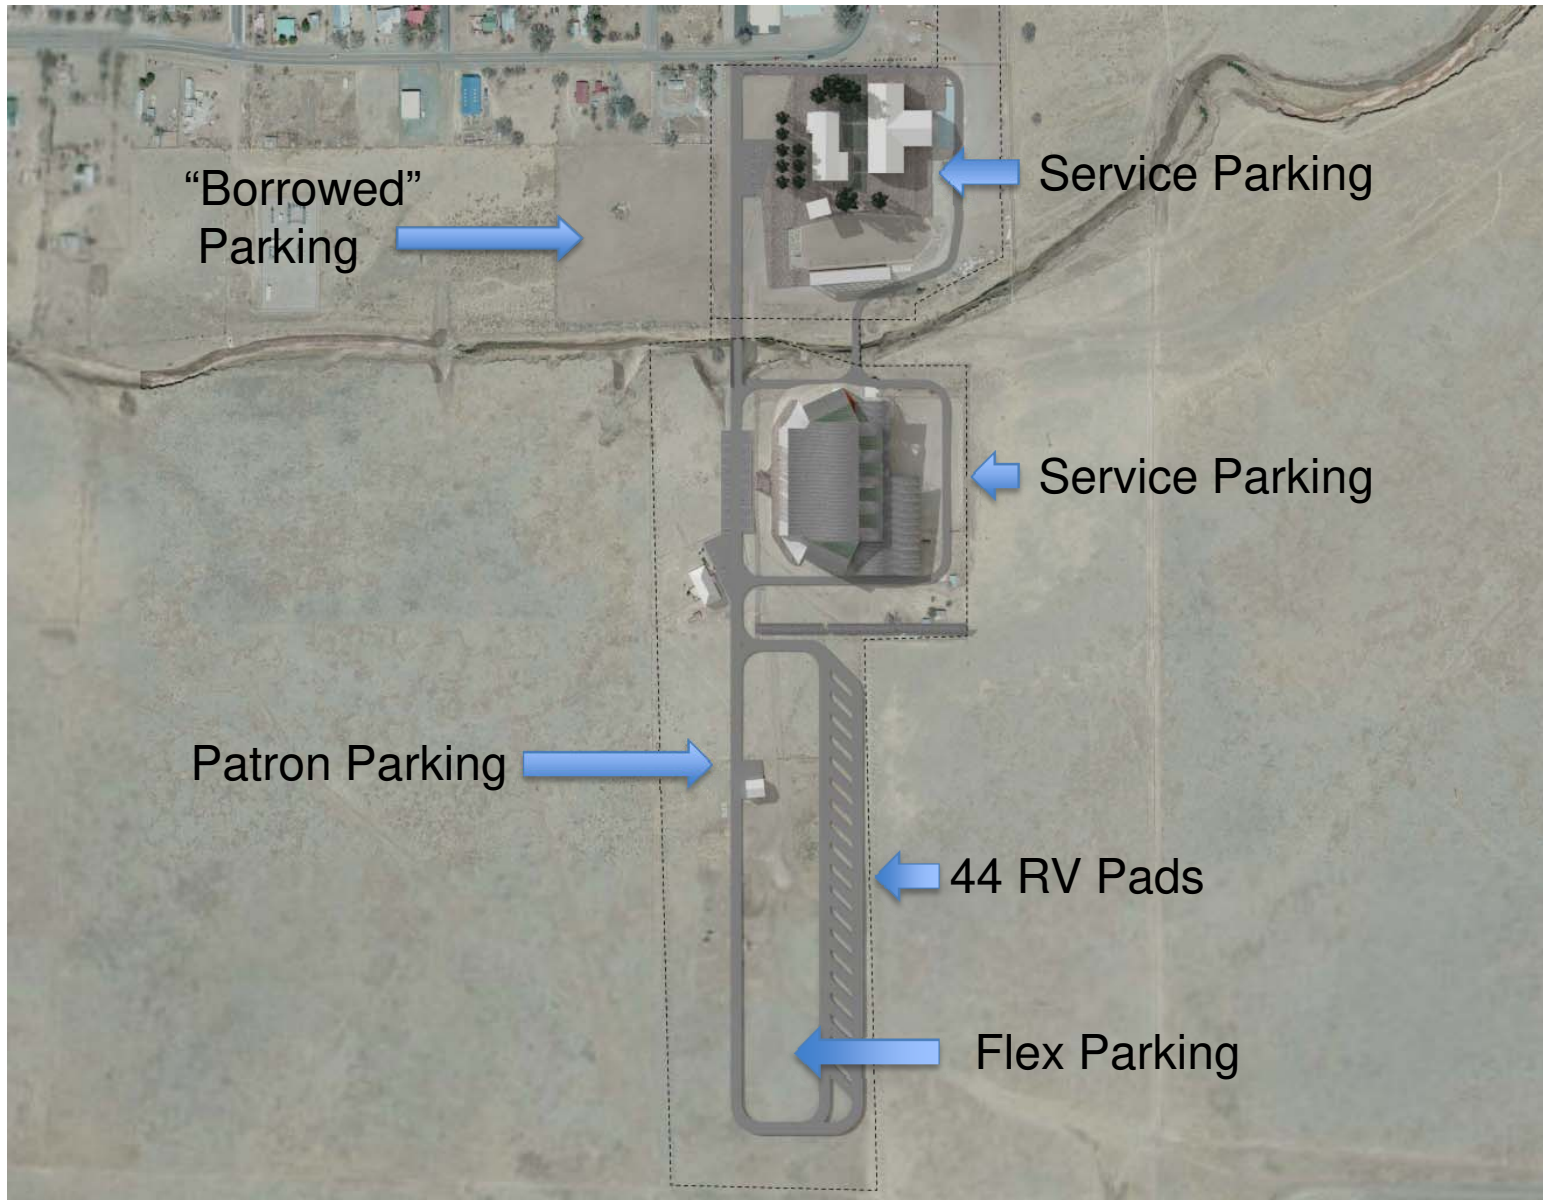 Service Parking
“Borrowed”
Parking
Service Parking
Patron Parking
44 RV Pads
Flex Parking